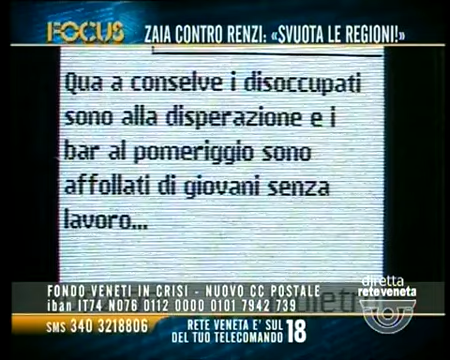 FOCUS ZAIA CONTRO RENZI: «SVUOTA LE REGIONI!»
Qua a conselve i disoccupati
sono alla disperazione e i
bar al pomeriggio sono
affollati di giovani senza
lavoro...
diretta
reteveneta
FONDO VENETI IN CRISI - NUOVO CC POSTALE
iban IT74 N076 0112 0000 0101 7942 739
SMS 340 3218806
RETE VENETA E' SUL
DEL TUO TELECOMANDO 18